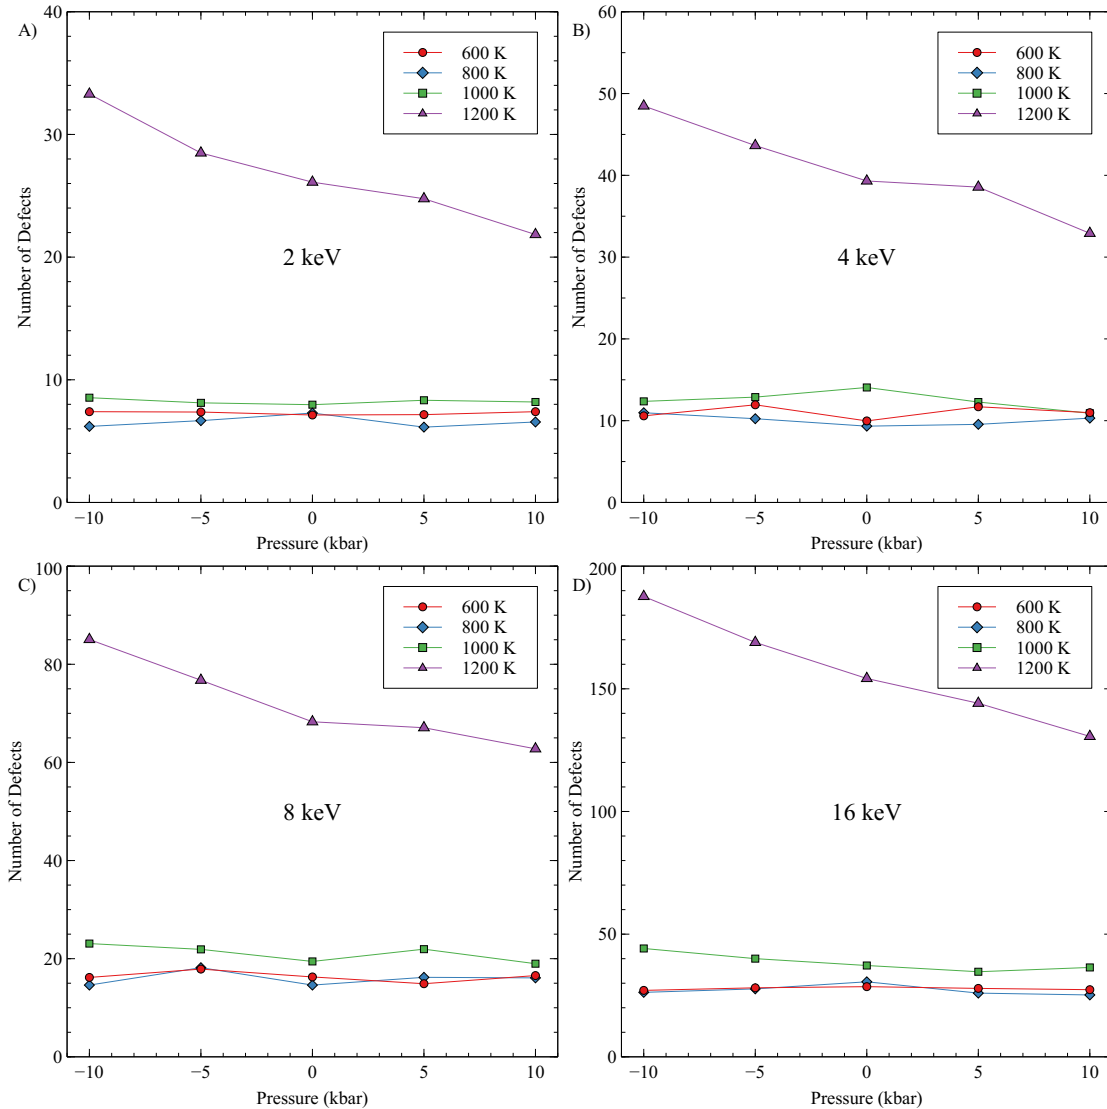 A)
40
30
20
10
0
Number of Defects
600 K
800 K
1000 K
1200 K
2 keV
−10 −5 0 5 10
Pressure (kbar)
B)
60
50
40
30
20
10
0
Number of Defects
600 K
800 K
1000 K
1200 K
4 keV
−10 −5 0 5 10
Pressure (kbar)
C)
100
80
60
40
20
0
Number of Defects
600 K
800 K
1000 K
1200 K
8 keV
−10 −5 0 5 10
Pressure (kbar)
D)
200
150
100
50
0
Number of Defects
600 K
800 K
1000 K
1200 K
16 keV
−10 −5 0 5 10
Pressure (kbar)